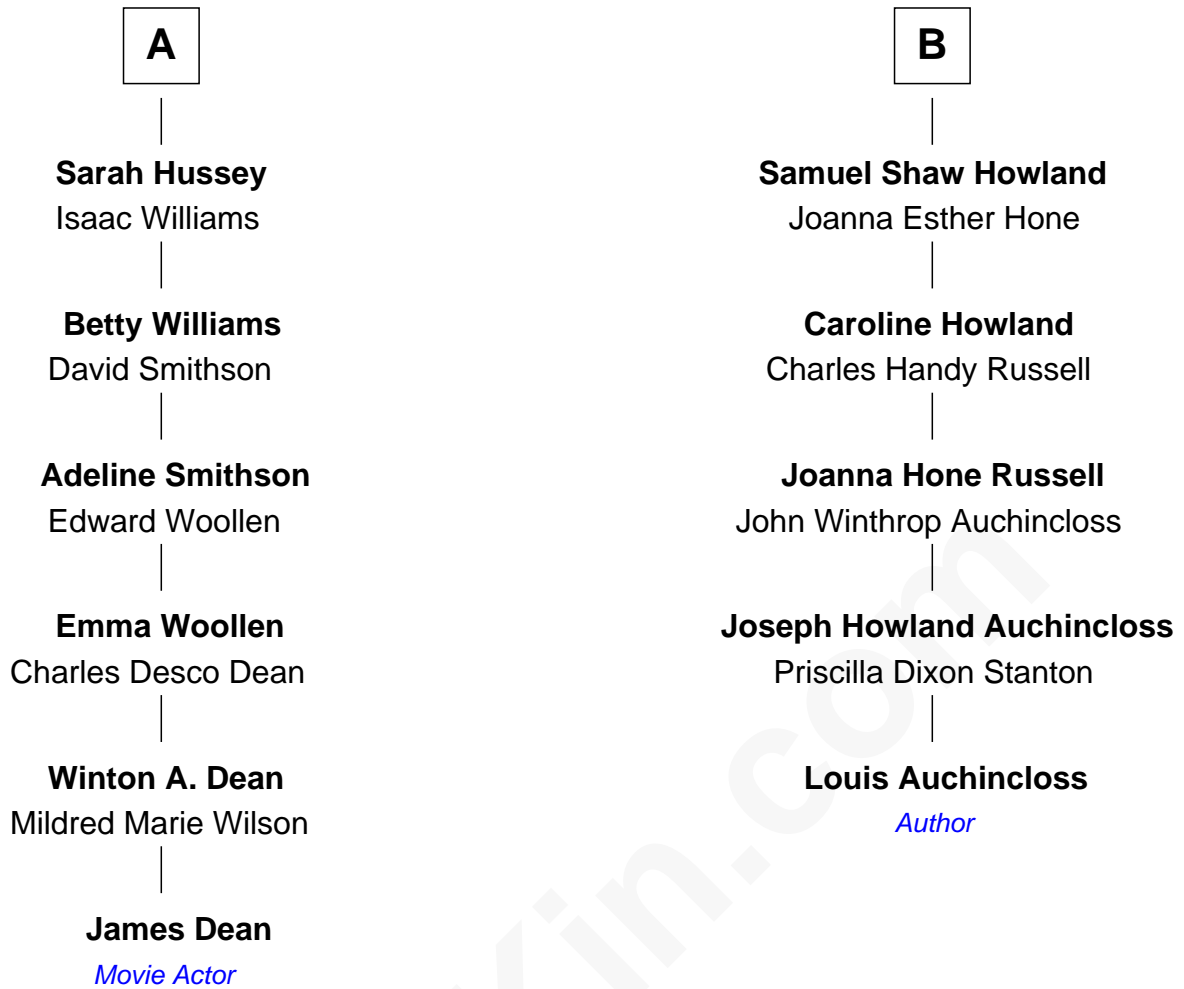 A
Sarah Hussey
Isaac Williams
Betty Williams
David Smithson
Adeline Smithson
Edward Woollen
Emma Woollen
Charles Desco Dean
Winton A. Dean
Mildred Marie Wilson
James Dean
Movie Actor
B
Samuel Shaw Howland
Joanna Esther Hone
Caroline Howland
Charles Handy Russell
Joanna Hone Russell
John Winthrop Auchincloss
Joseph Howland Auchincloss
Priscilla Dixon Stanton
Louis Auchincloss
Author
Kin.com